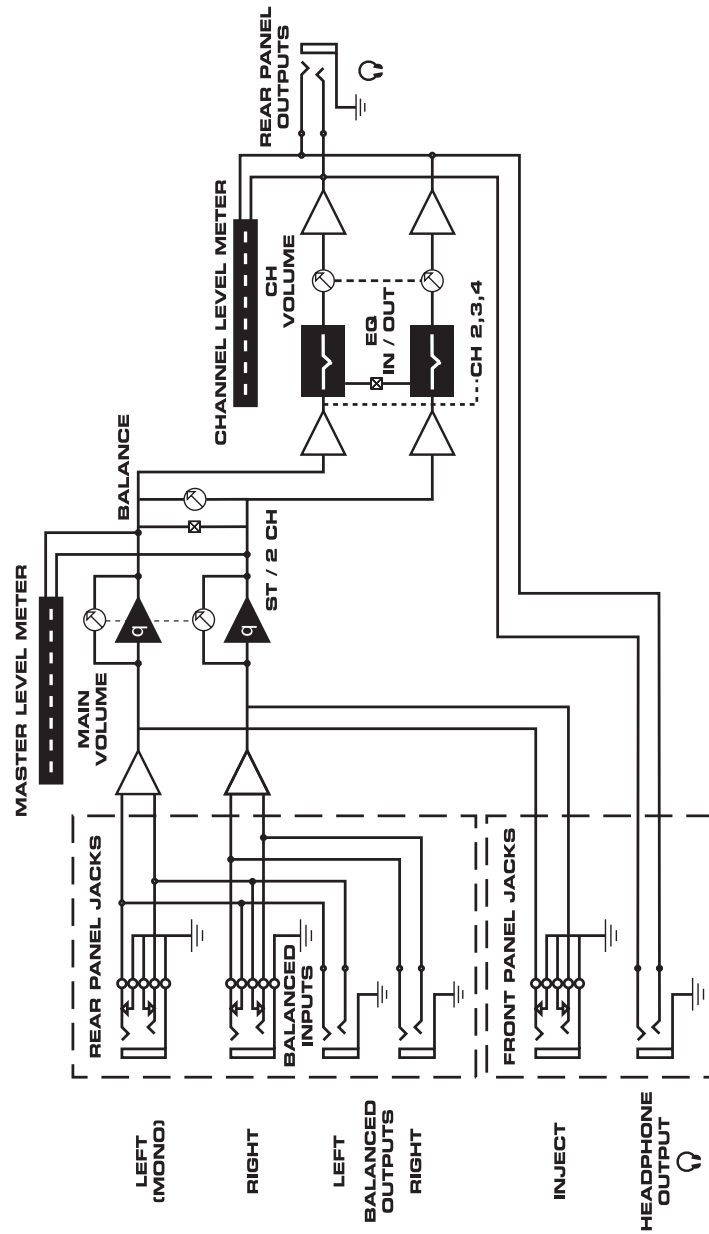 MASTER LEVEL METER
MAIN
VOLUME
BALANCE
ST / 2 CH
CHANNEL LEVEL METER
CH
VOLUME
EQ
IN / OUT
CH 2,3,4
REAR PANEL
OUTPUTS
REAR PANEL JACKS
BALANCED
INPUTS
FRONT PANEL JACKS
LEFT
(MONO)
RIGHT
LEFT
BALANCED
OUTPUTS
RIGHT
INJECT
HEADPHONE
OUTPUT